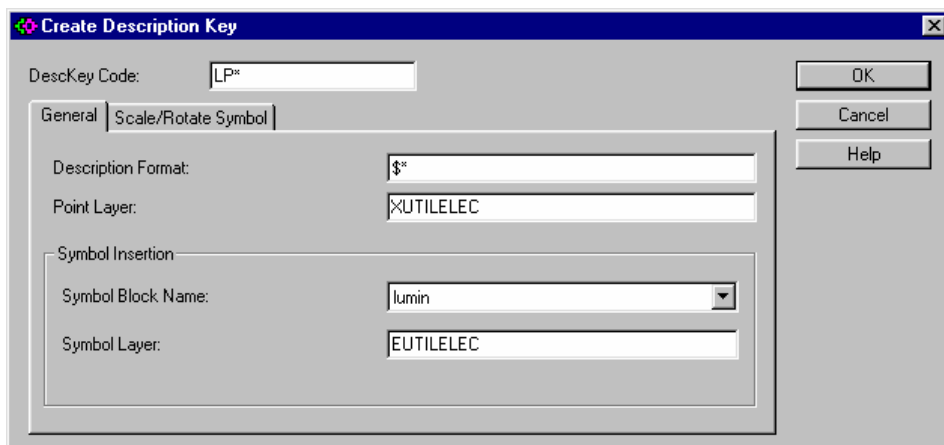 Create Description Key
DescKey Code: LP* OK
General Scale/Rotate Symbol Cancel
Description Format: $* Help
Point Layer: XUTILELEC
Symbol Insertion
Symbol Block Name: lumin
Symbol Layer: EUTILELEC